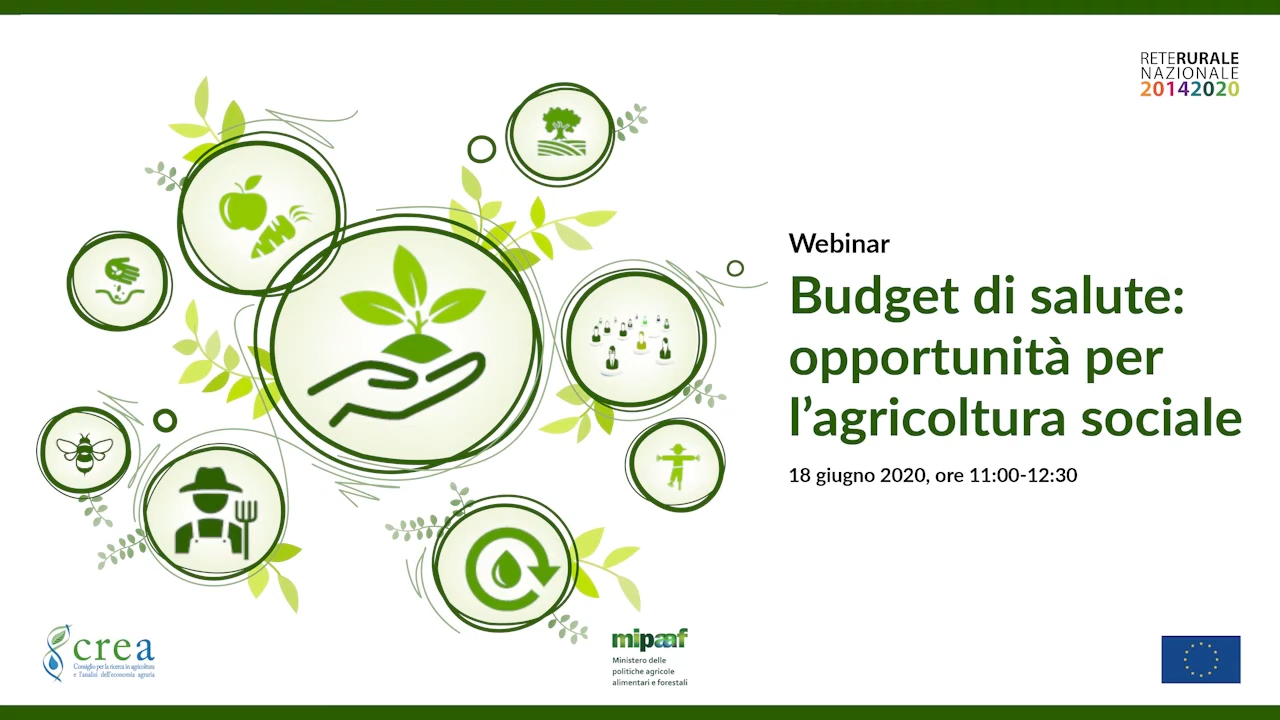 RETERURALE
NAZIONALE
20142020
Webinar
Budget di salute:
opportunità per
l’agricoltura sociale
18 giugno 2020, ore 11:00-12:30
crea
Consiglio per la ricerca in agricoltura
e l'analisi dell'economia agraria
mipaaf
Ministero delle
politiche agricole
alimentari e forestali